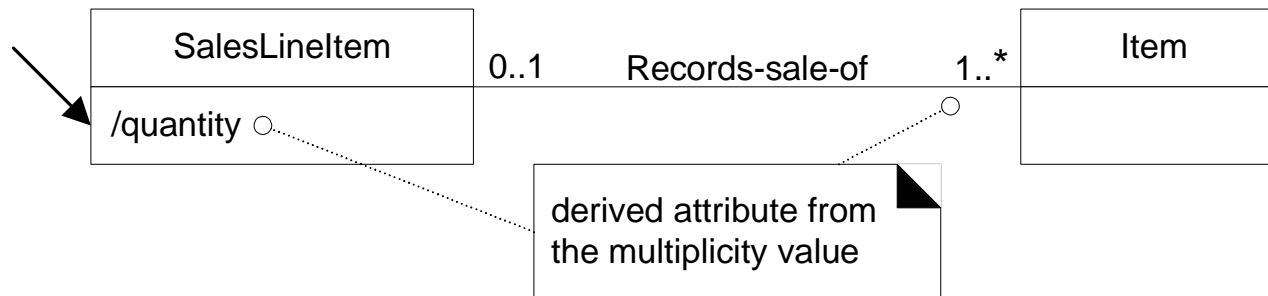 SalesLineItem
0..1 Records-sale-of 1..*
Item
/quantity
derived attribute from
the multiplicity value